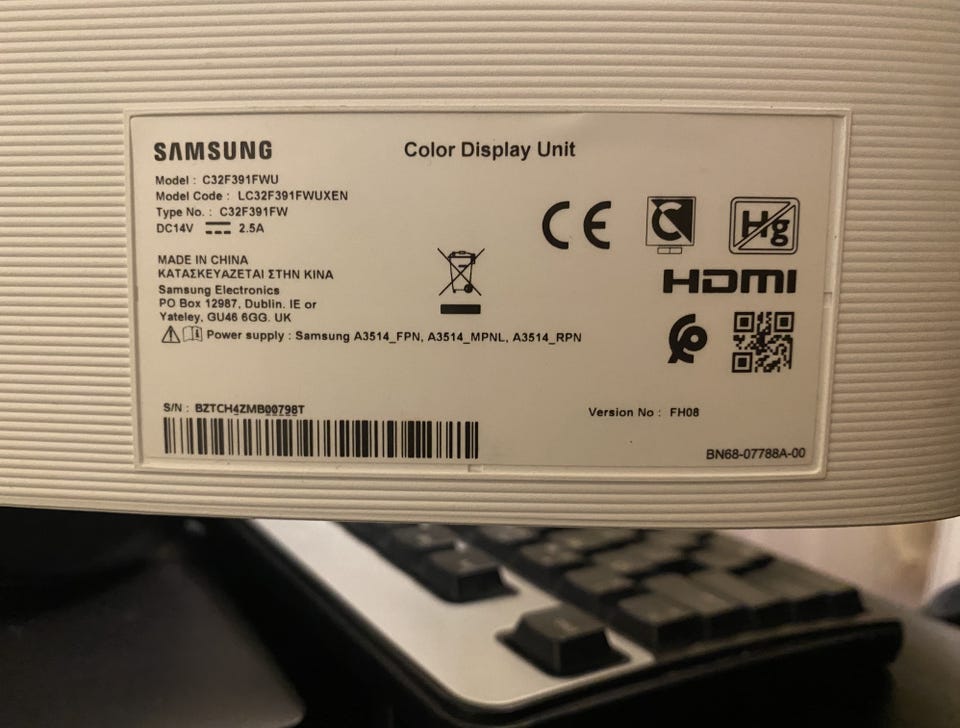 SAMSUNG
Color Display Unit
Model : C32F391FWU
Model Code : LC32F391FWUXEN
Type No. : C32F391FW
DC14V 2.5A
CE
Hg
MADE IN CHINA
ΚΑΤΑΣΚΕΥΑΖΕΤΑΙ ΣΤΗΝ ΚΙΝΑ
Samsung Electronics
PO Box 12987, Dublin. IE or
Yateley, GU46 6GG. UK
HDMI
Power supply : Samsung A3514_FPN, A3514_MPNL, A3514_RPN
S/N : BZTCH4ZMB00798T
Version No : FH08
BN68-07788A-00